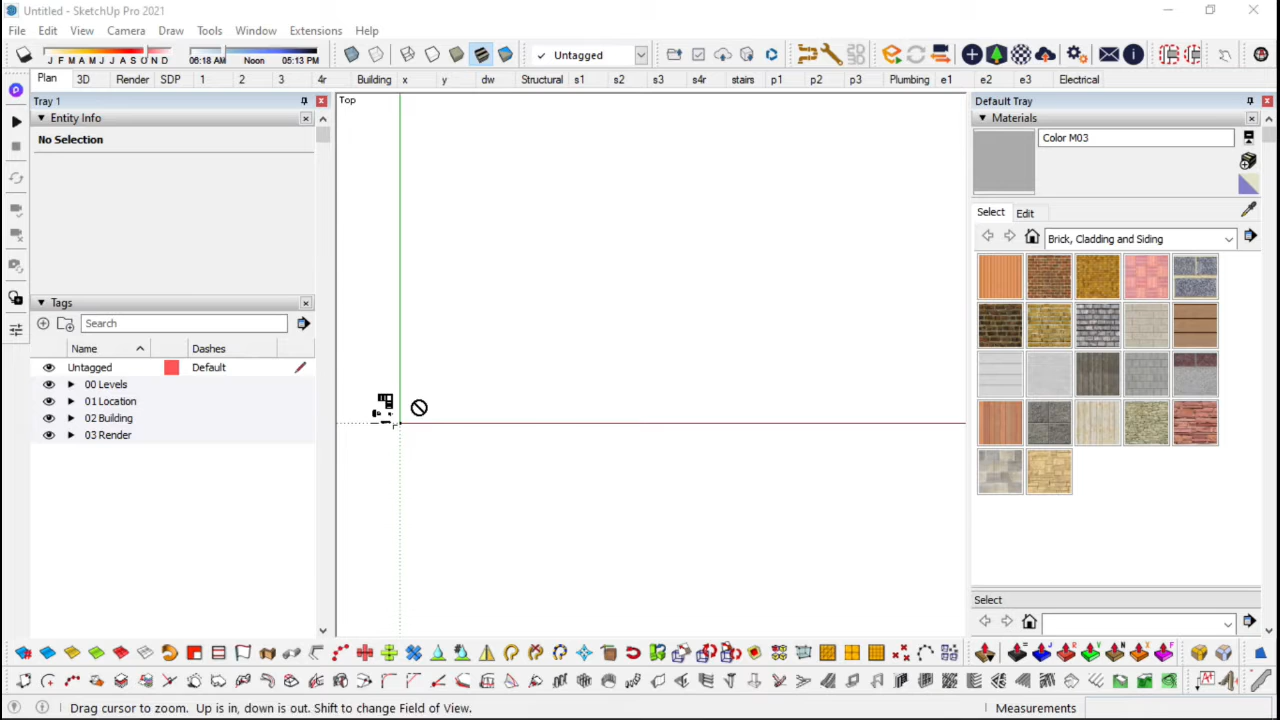 Untitled - SketchUp Pro 2021
File Edit View Camera Draw Tools Window Extensions Help
J F M A M J J A S O N D 06:18 AM Noon 05:13 PM Untagged
Plan 3D Render SDP 1 2 3 4r Building x y dw Structural s1 s2 s3 s4r stairs p1 p2 p3 Plumbing e1 e2 e3 Electrical
Tray 1
Entity Info
No Selection
Tags
Search
Name Dashes
Untagged Default
00 Levels
01 Location
02 Building
03 Render
Top
Default Tray
Materials
Color M03
Select Edit
Brick, Cladding and Siding
Select
Drag cursor to zoom. Up is in, down is out. Shift to change Field of View. Measurements